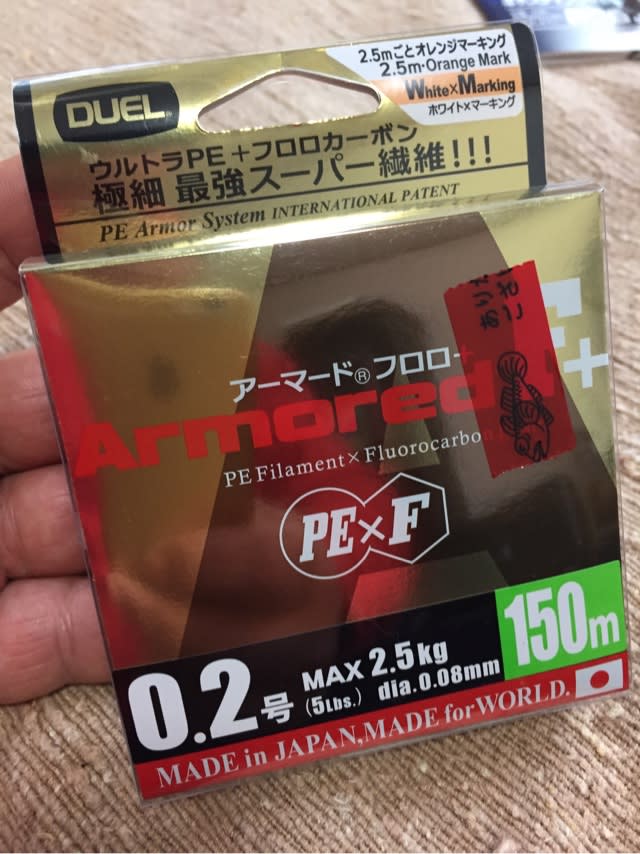 DUEL
2.5mごとオレンジマーキング
2.5m·Orange Mark
White×Marking
ホワイト×マーキング
ウルトラPE+フロロカーボン
極細 最強スーパー繊維!!!
PE Armor System INTERNATIONAL PATENT
アーマード®フロロ
Armored F+
PE Filament×Fluorocarbon
PE×F
150m
0.2号
MAX 2.5kg
(5Lbs.) dia.0.08mm
MADE in JAPAN,MADE for WORLD.